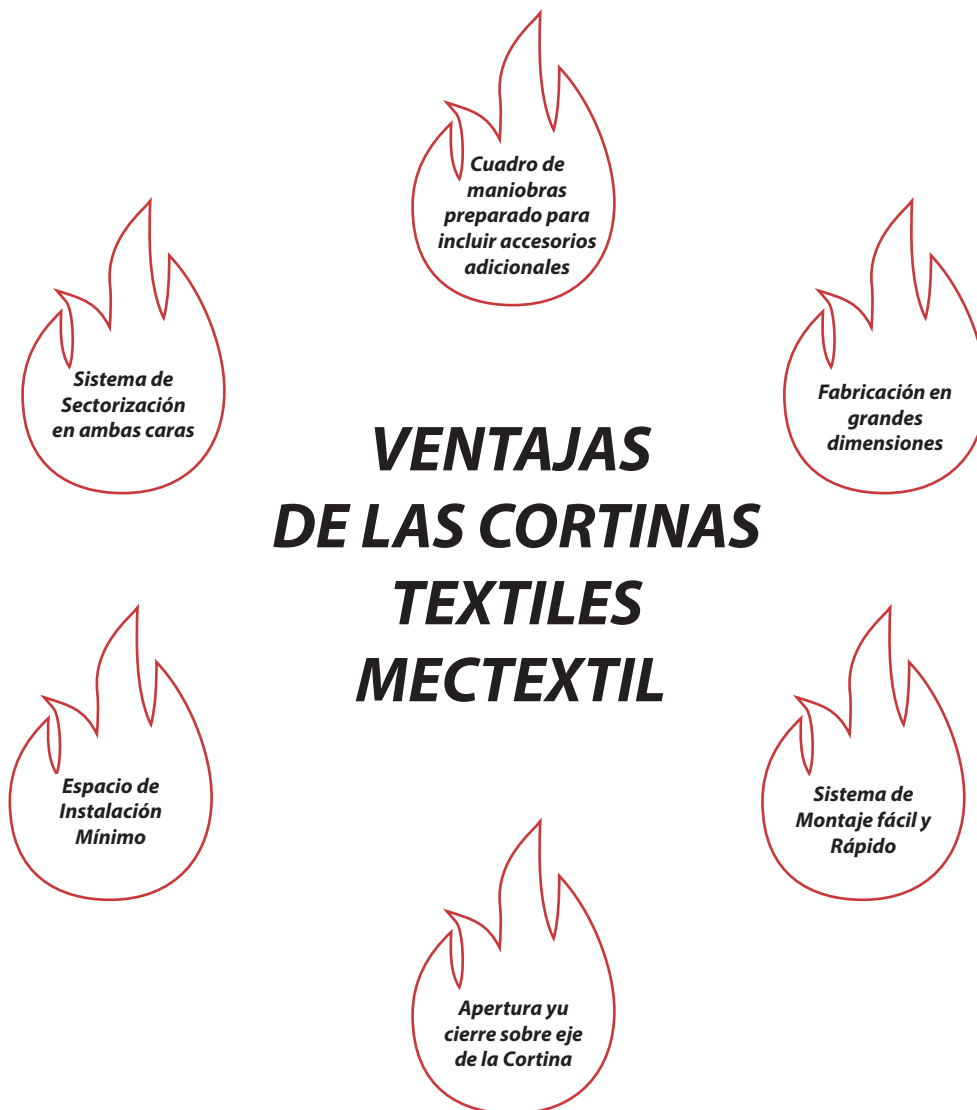 Cuadro de
maniobras
preparado para
incluir accesorios
adicionales
Sistema de
Sectorización
en ambas caras
Fabricación en
grandes
dimensiones
VENTAJAS
DE LAS CORTINAS
TEXTILES
MECTEXTIL
Espacio de
Instalación
Mínimo
Sistema de
Montaje fácil y
Rápido
Apertura yu
cierre sobre eje
de la Cortina